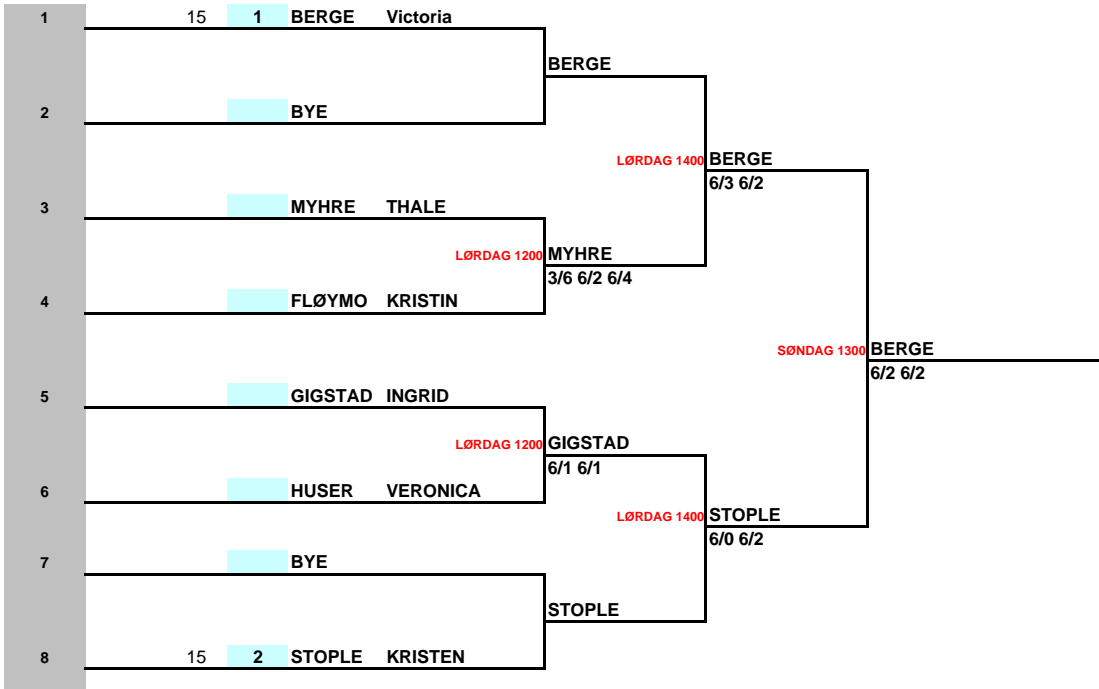 1 15 1 BERGE Victoria
BERGE
2 BYE
LØRDAG 1400 BERGE
6/3 6/2
3 MYHRE THALE
LØRDAG 1200 MYHRE
3/6 6/2 6/4
4 FLØYMO KRISTIN
SØNDAG 1300 BERGE
6/2 6/2
5 GIGSTAD INGRID
LØRDAG 1200 GIGSTAD
6/1 6/1
6 HUSER VERONICA
LØRDAG 1400 STOPLE
6/0 6/2
7 BYE
STOPLE
8 15 2 STOPLE KRISTEN